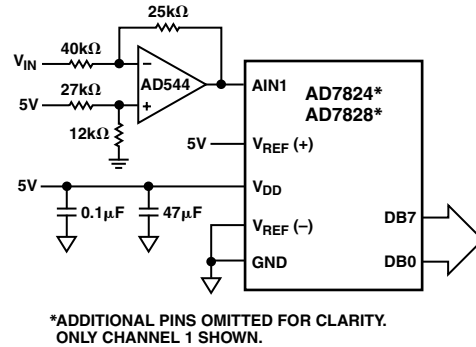 25kΩ
V_IN
40kΩ
−
AD544
27kΩ
5V
+
12kΩ
AIN1
AD7824*
AD7828*
5V
V_REF (+)
5V
V_DD
0.1μF
47μF
V_REF (−)
GND
DB7
DB0
*ADDITIONAL PINS OMITTED FOR CLARITY.
ONLY CHANNEL 1 SHOWN.